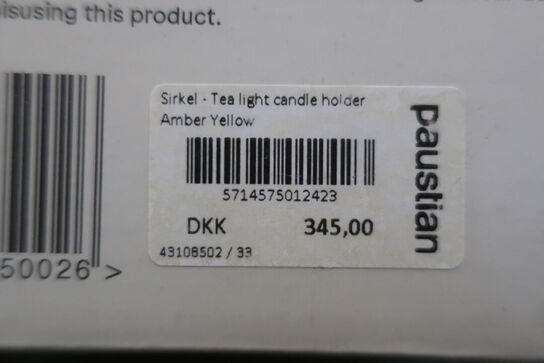 isusing this product.
Sirkel - Tea light candle holder
Amber Yellow
5714575012423
DKK 345,00
43108502 / 33
paustian
50026">